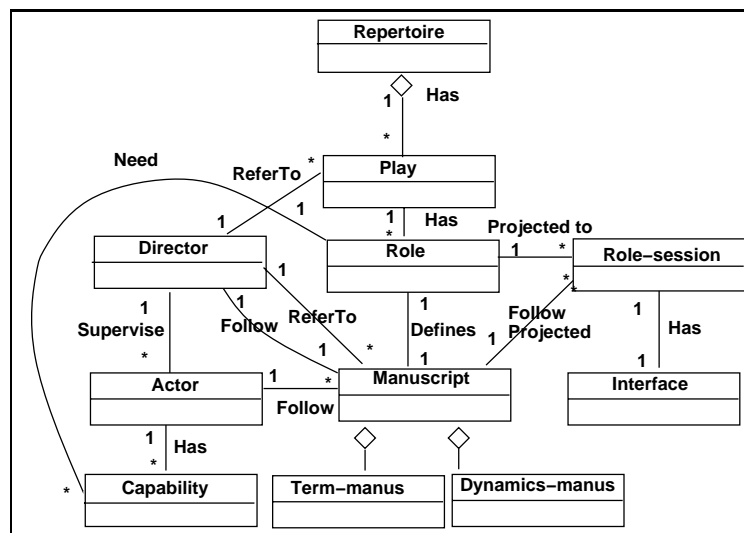 Repertoire
1
Has
*
Need
ReferTo
*
Play
1
1
Has
1
*
Projected to
Director
Role
1
*
Role-session
1
*
*
1
1
1
1
Supervise
Follow
ReferTo
Defines
Follow
Projected
Has
*
1
*
1
1
1
Actor
1
*
Manuscript
Interface
Follow
1
Has
*
*
Capability
Term-manus
Dynamics-manus